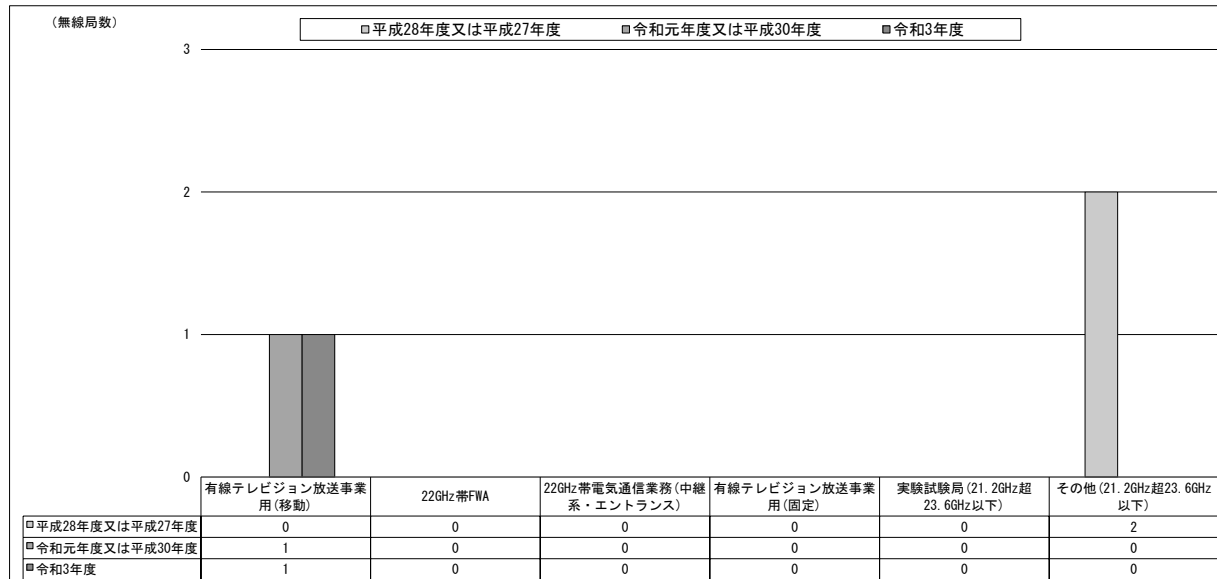 (無線局数)
□平成28年度又は平成27年度 ■令和元年度又は平成30年度 ■令和3年度
3
2
1
0
有線テレビジョン放送事業用(移動) 22GHz帯FWA 22GHz帯電気通信業務(中継系・エントランス) 有線テレビジョン放送事業用(固定) 実験試験局(21.2GHz超23.6GHz以下) その他(21.2GHz超23.6GHz以下)
□平成28年度又は平成27年度 0 0 0 0 0 2
■令和元年度又は平成30年度 1 0 0 0 0 0
■令和3年度 1 0 0 0 0 0